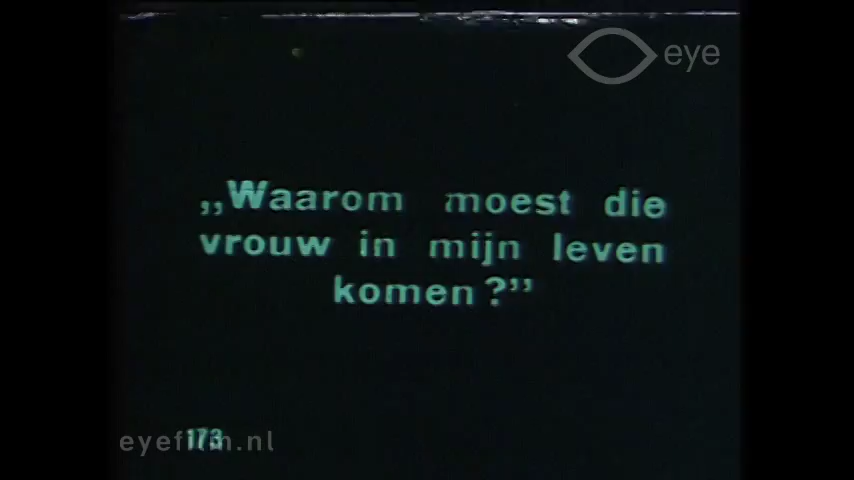 eye
„Waarom moest die
vrouw in mijn leven
komen?”
173
eyefilm.nl